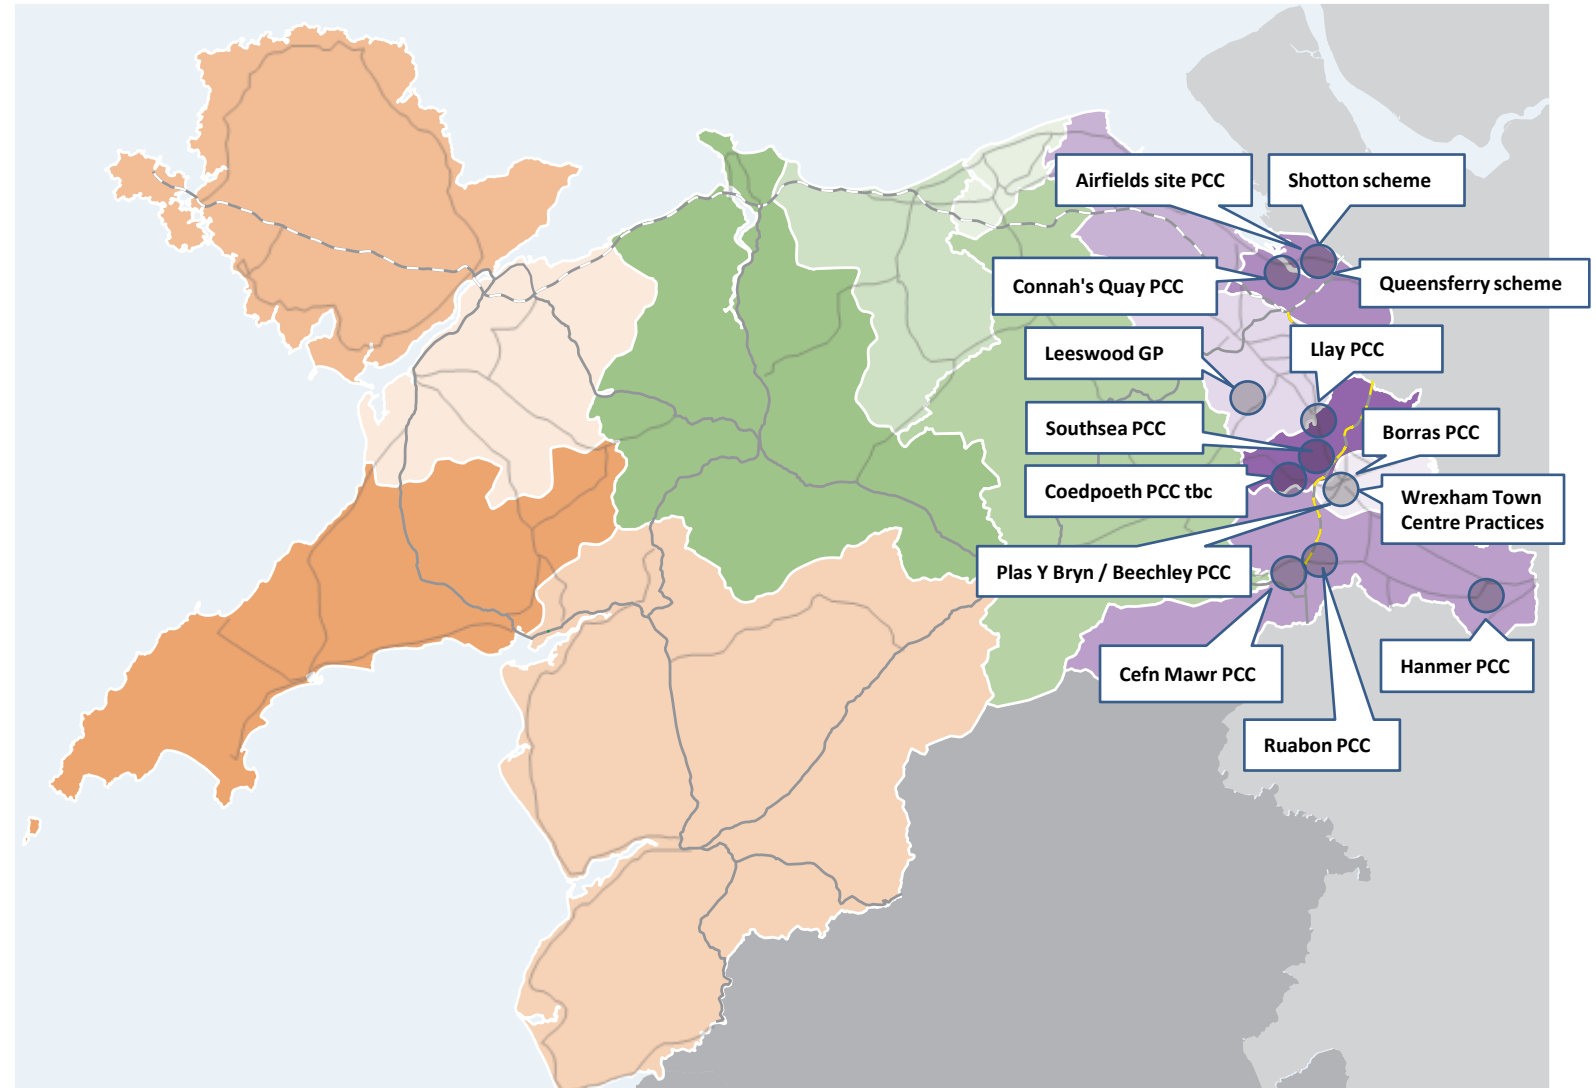 Airfields site PCC
Shotton scheme
Connah's Quay PCC
Queensferry scheme
Leeswood GP
Llay PCC
Southsea PCC
Borras PCC
Coedpoeth PCC tbc
Wrexham Town
Centre Practices
Plas Y Bryn / Beechley PCC
Cefn Mawr PCC
Hanmer PCC
Ruabon PCC